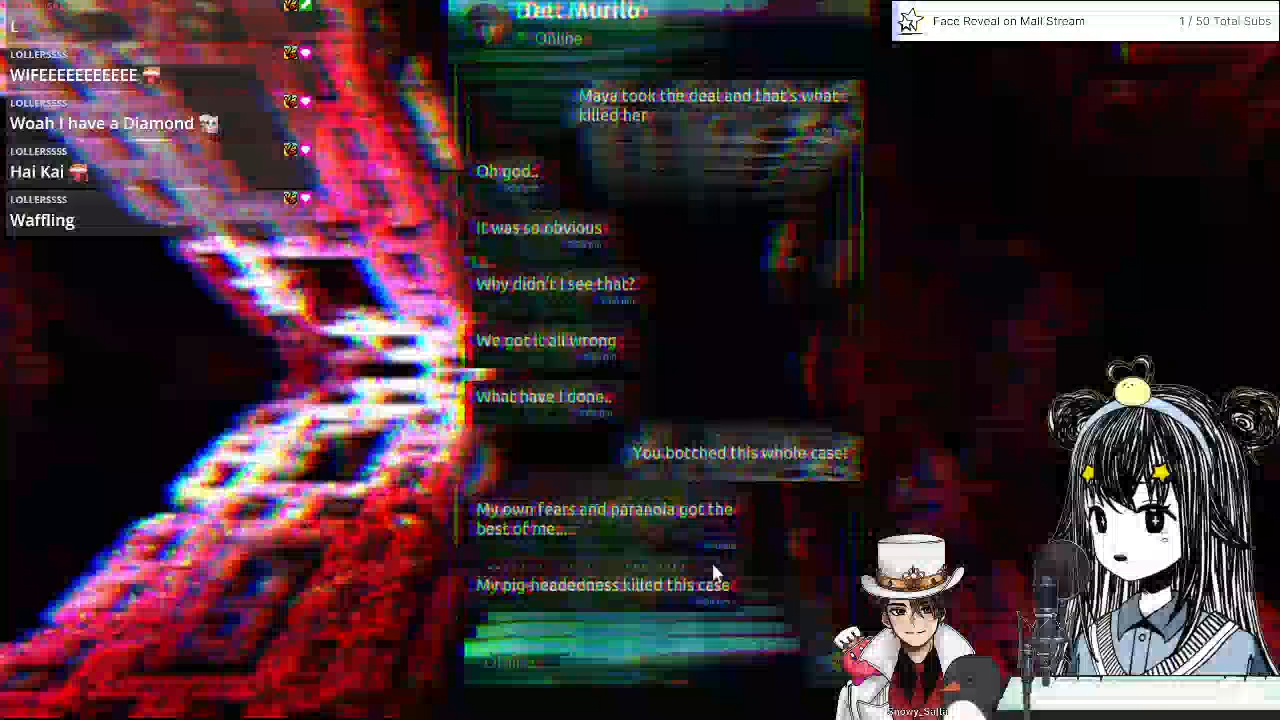 L
LOLLERSSSS
WIFEEEEEEEEEEE
LOLLERSSSS
Woah I have a Diamond
LOLLERSSSS
Hai Kai
LOLLERSSSS
Waffling
Det. Murilo
Online
Maya took the deal and that's what
killed her
Oh god..
It was so obvious
Why didn't I see that?
We got it all wrong
What have I done..
You botched this whole case!
My own fears and paranoia got the
best of me....
My pig-headedness killed this case
Face Reveal on Mall Stream
1 / 50 Total Subs